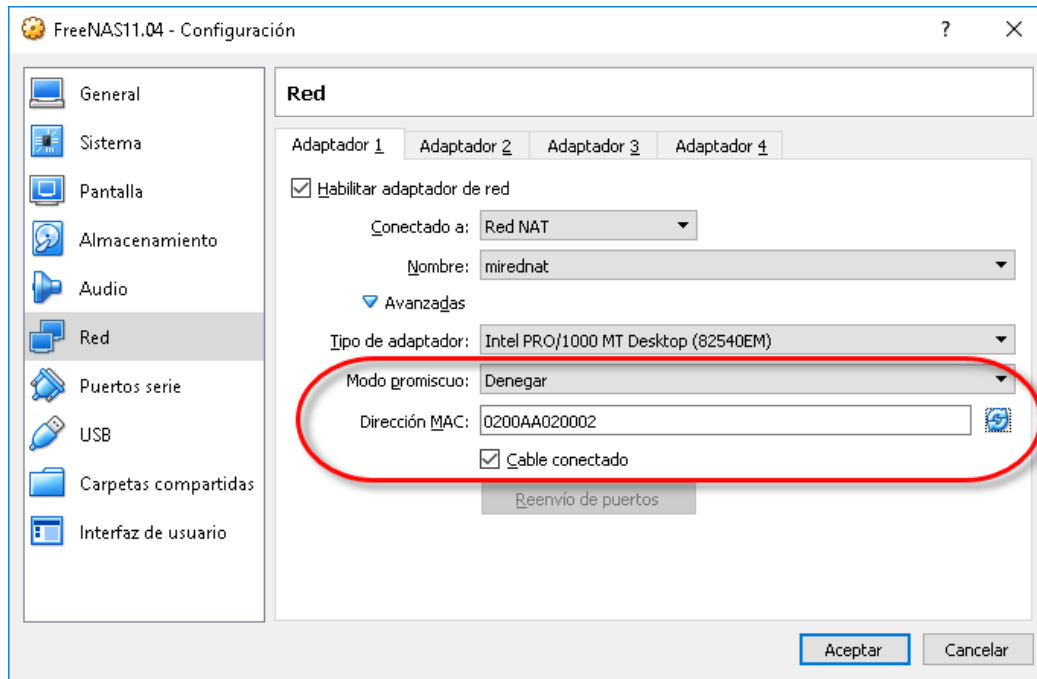 FreeNAS11.04 - Configuración ?
General
Sistema
Pantalla
Almacenamiento
Audio
Red
Puertos serie
USB
Carpetas compartidas
Interfaz de usuario
Red
Adaptador 1 Adaptador 2 Adaptador 3 Adaptador 4
Habilitar adaptador de red
Conectado a: Red NAT
Nombre: mirednat
Avanzadas
Tipo de adaptador: Intel PRO/1000 MT Desktop (82540EM)
Modo promiscuo: Denegar
Dirección MAC: 0200AA020002
Cable conectado
Reenvío de puertos
Aceptar Cancelar